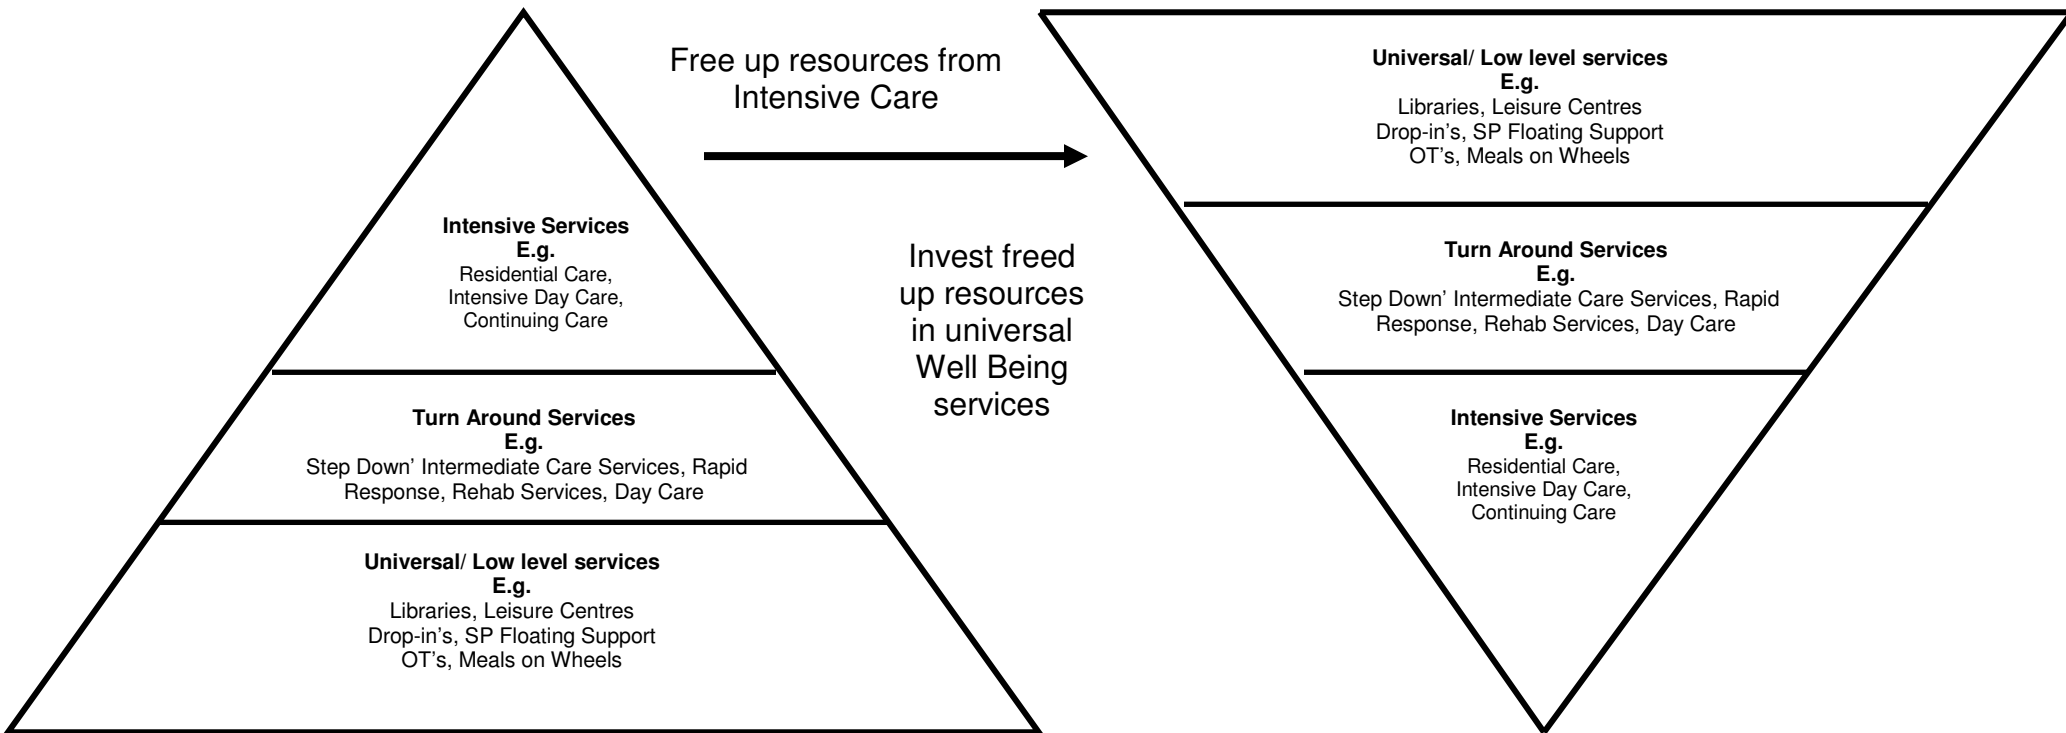 Intensive Services
E.g.
Residential Care,
Intensive Day Care,
Continuing Care
Turn Around Services
E.g.
Step Down’ Intermediate Care Services, Rapid
Response, Rehab Services, Day Care
Universal/ Low level services
E.g.
Libraries, Leisure Centres
Drop-in’s, SP Floating Support
OT’s, Meals on Wheels
Free up resources from
Intensive Care
Invest freed
up resources
in universal
Well Being
services
Universal/ Low level services
E.g.
Libraries, Leisure Centres
Drop-in’s, SP Floating Support
OT’s, Meals on Wheels
Turn Around Services
E.g.
Step Down’ Intermediate Care Services, Rapid
Response, Rehab Services, Day Care
Intensive Services
E.g.
Residential Care,
Intensive Day Care,
Continuing Care